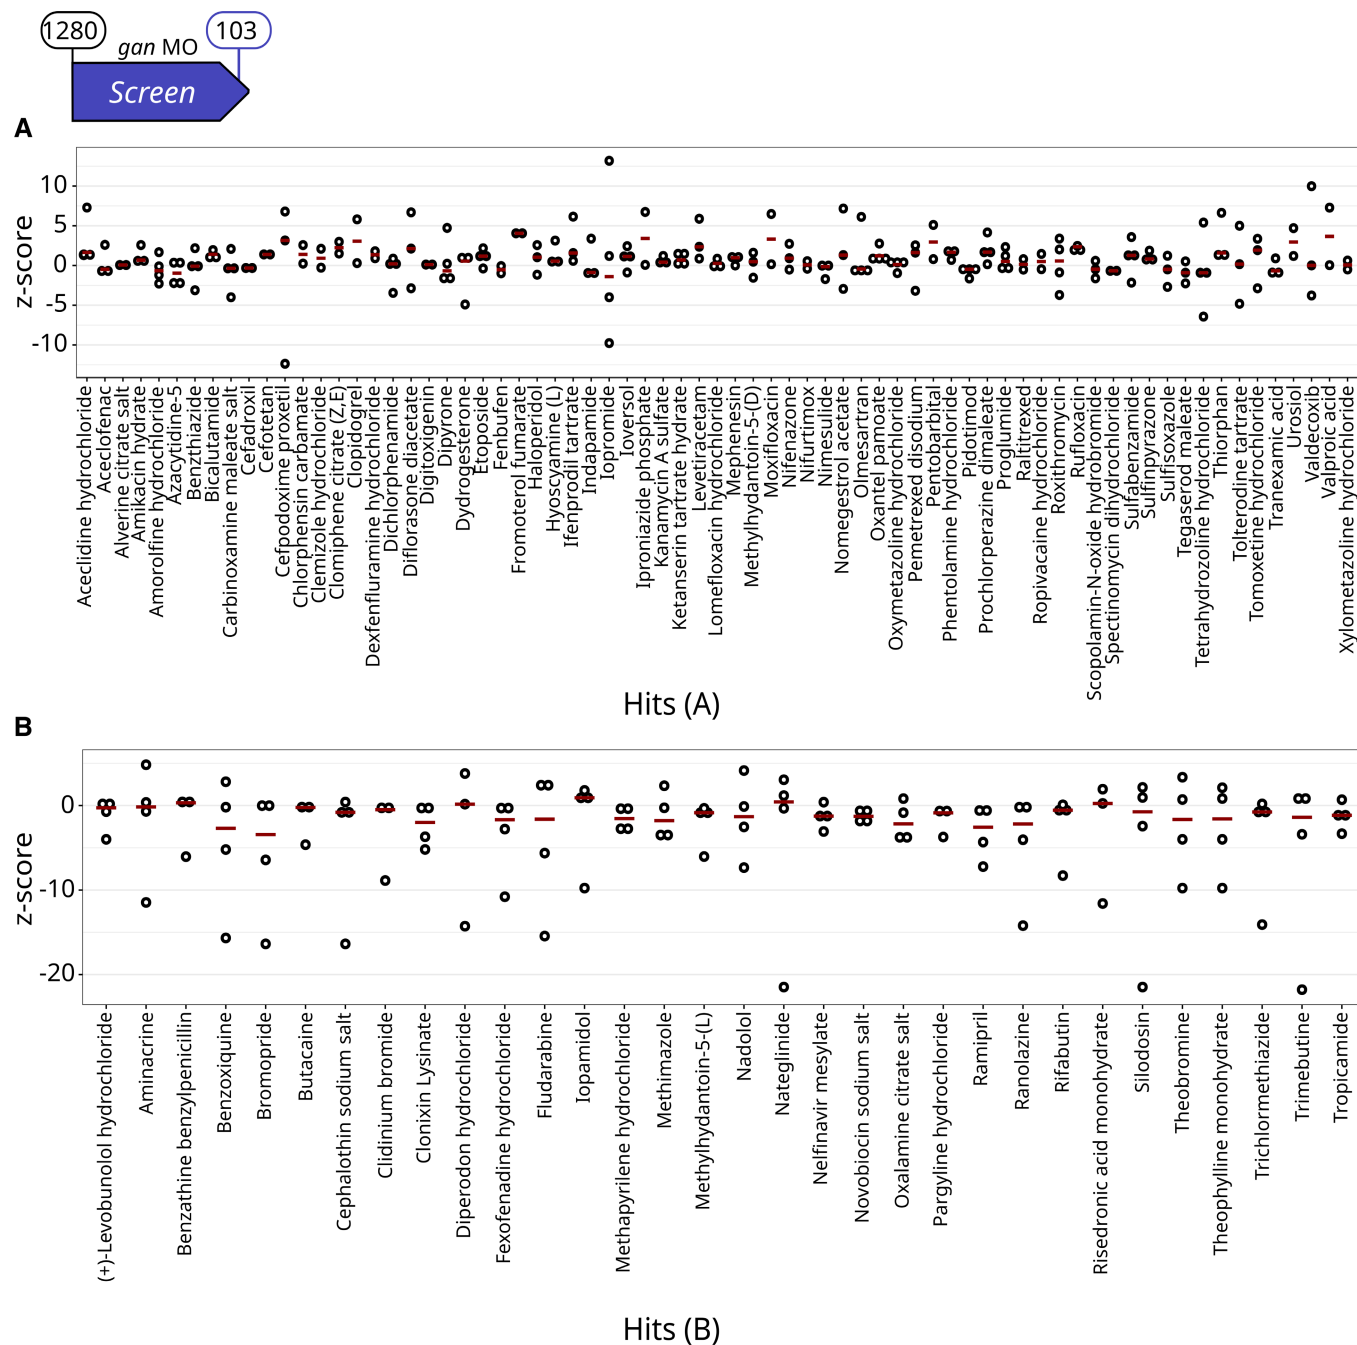 1280
103
gan MO
Screen
A
10
5
0
-5
-10
z-score
Aceclidine hydrochloride
Aceclofenac
Alverine citrate salt
Amikacin hydrate
Amorolfine hydrochloride
Azacytidine-5
Benzthiazide
Bicalutamide
Carbinoxamine maleate salt
Cefadroxil
Cefotetan
Cefpodoxime proxetil
Chlorphensin carbamate
Clemizole hydrochloride
Clomiphene citrate (Z,E)
Clopidogrel
Dexfenfluramine hydrochloride
Dichlorphenamide
Diflorasone diacetate
Digitoxigenin
Dipyrone
Dydrogesterone
Etoposide
Fenbufen
Fromoterol fumarate
Haloperidol
Hyoscyamine (L)
Ifenprodil tartrate
Indapamide
Iopromide
Ioversol
Iproniazide phosphate
Kanamycin A sulfate
Ketanserin tartrate hydrate
Levetiracetam
Lomefloxacin hydrochloride
Mephenesin
Methylhydantoin-5-(D)
Moxifloxacin
Nifenazone
Nifurtimox
Nimesulide
Nomegestrol acetate
Olmesartran
Oxantel pamoate
Oxymetazoline hydrochloride
Pemetrexed disodium
Pentobarbital
Phentolamine hydrochloride
Pidotimod
Prochlorperazine dimaleate
Proglumide
Raltitrexed
Ropivacaine hydrochloride
Roxithromycin
Rufloxacin
Scopolamin-N-oxide hydrobromide
Spectinomycin dihydrochloride
Sulfabenzamide
Sulfinpyrazone
Sulfisoxazole
Tegaserod maleate
Tetrahydrozoline hydrochloride
Thiorphan
Tolterodine tartrate
Tomoxetine hydrochloride
Tranexamic acid
Urosiol
Valdecoxib
Valproic acid
Xylometazoline hydrochloride
Hits (A)
B
0
-10
-20
z-score
(+)-Levobunolol hydrochloride
Aminacrine
Benzathine benzylpenicillin
Benzoxiquine
Bromopride
Butacaine
Cephalothin sodium salt
Clidinium bromide
Clonixin Lysinate
Diperodon hydrochloride
Fexofenadine hydrochloride
Fludarabine
Iopamidol
Methapyrilene hydrochloride
Methimazole
Methylhydantoin-5-(L)
Nadolol
Nateglinide
Nelfinavir mesylate
Novobiocin sodium salt
Oxalamine citrate salt
Pargyline hydrochloride
Ramipril
Ranolazine
Rifabutin
Risedronic acid monohydrate
Silodosin
Theobromine
Theophylline monohydrate
Trichlormethiazide
Trimebutine
Tropicamide
Hits (B)